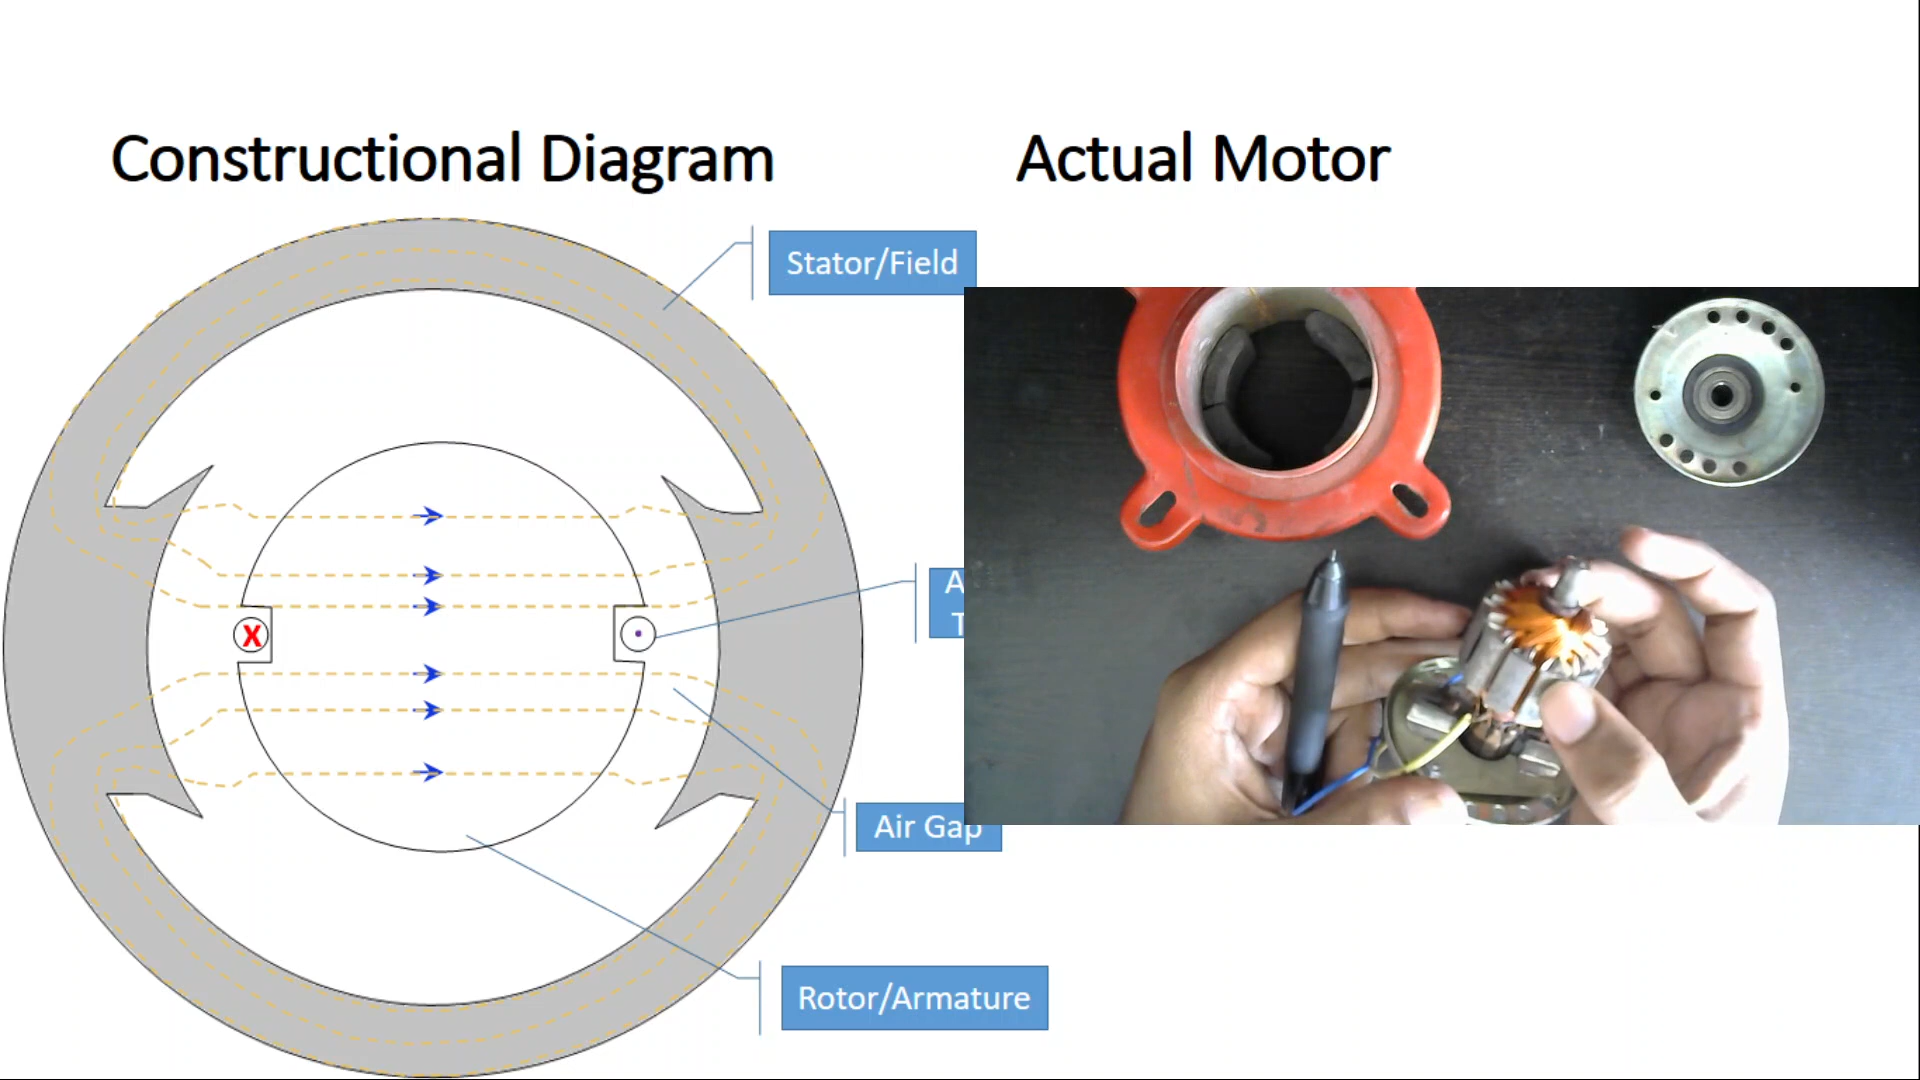 Constructional Diagram
Actual Motor
Stator/Field
X
Air Gap
Rotor/Armature